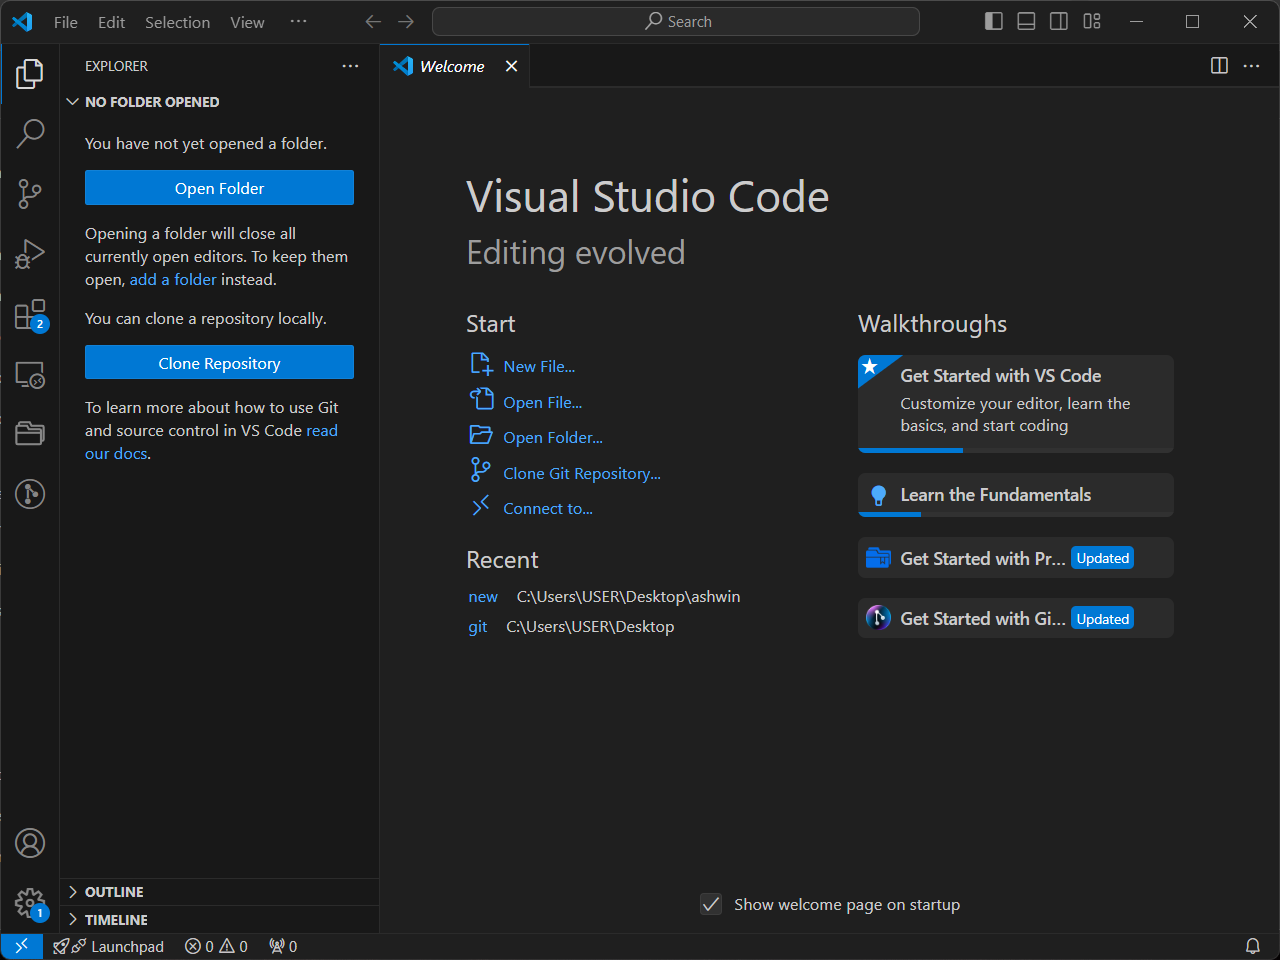 File Edit Selection View ···
Search
EXPLORER
Welcome
NO FOLDER OPENED
You have not yet opened a folder.
Open Folder
Opening a folder will close all
currently open editors. To keep them
open, add a folder instead.
You can clone a repository locally.
Clone Repository
To learn more about how to use Git
and source control in VS Code read
our docs.
OUTLINE
TIMELINE
2
1
Visual Studio Code
Editing evolved
Start
New File...
Open File...
Open Folder...
Clone Git Repository...
Connect to...
Recent
new C:\Users\USER\Desktop\ashwin
git C:\Users\USER\Desktop
Walkthroughs
Get Started with VS Code
Customize your editor, learn the
basics, and start coding
Learn the Fundamentals
Get Started with Pr... Updated
Get Started with Gi... Updated
Show welcome page on startup
Launchpad 0 0 0